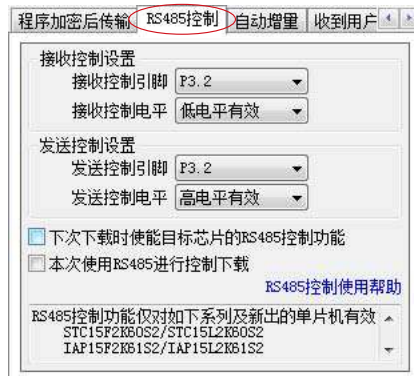 程序加密后传输 RS485控制 自动增量 收到用户
接收控制设置
接收控制引脚 P3.2
接收控制电平 低电平有效
发送控制设置
发送控制引脚 P3.2
发送控制电平 高电平有效
下次下载时使能目标芯片的RS485控制功能
本次使用RS485进行控制下载
RS485控制使用帮助
RS485控制功能仅对如下系列及新出的单片机有效
STC15F2K60S2/STC15L2K60S2
IAP15F2K61S2/IAP15L2K61S2